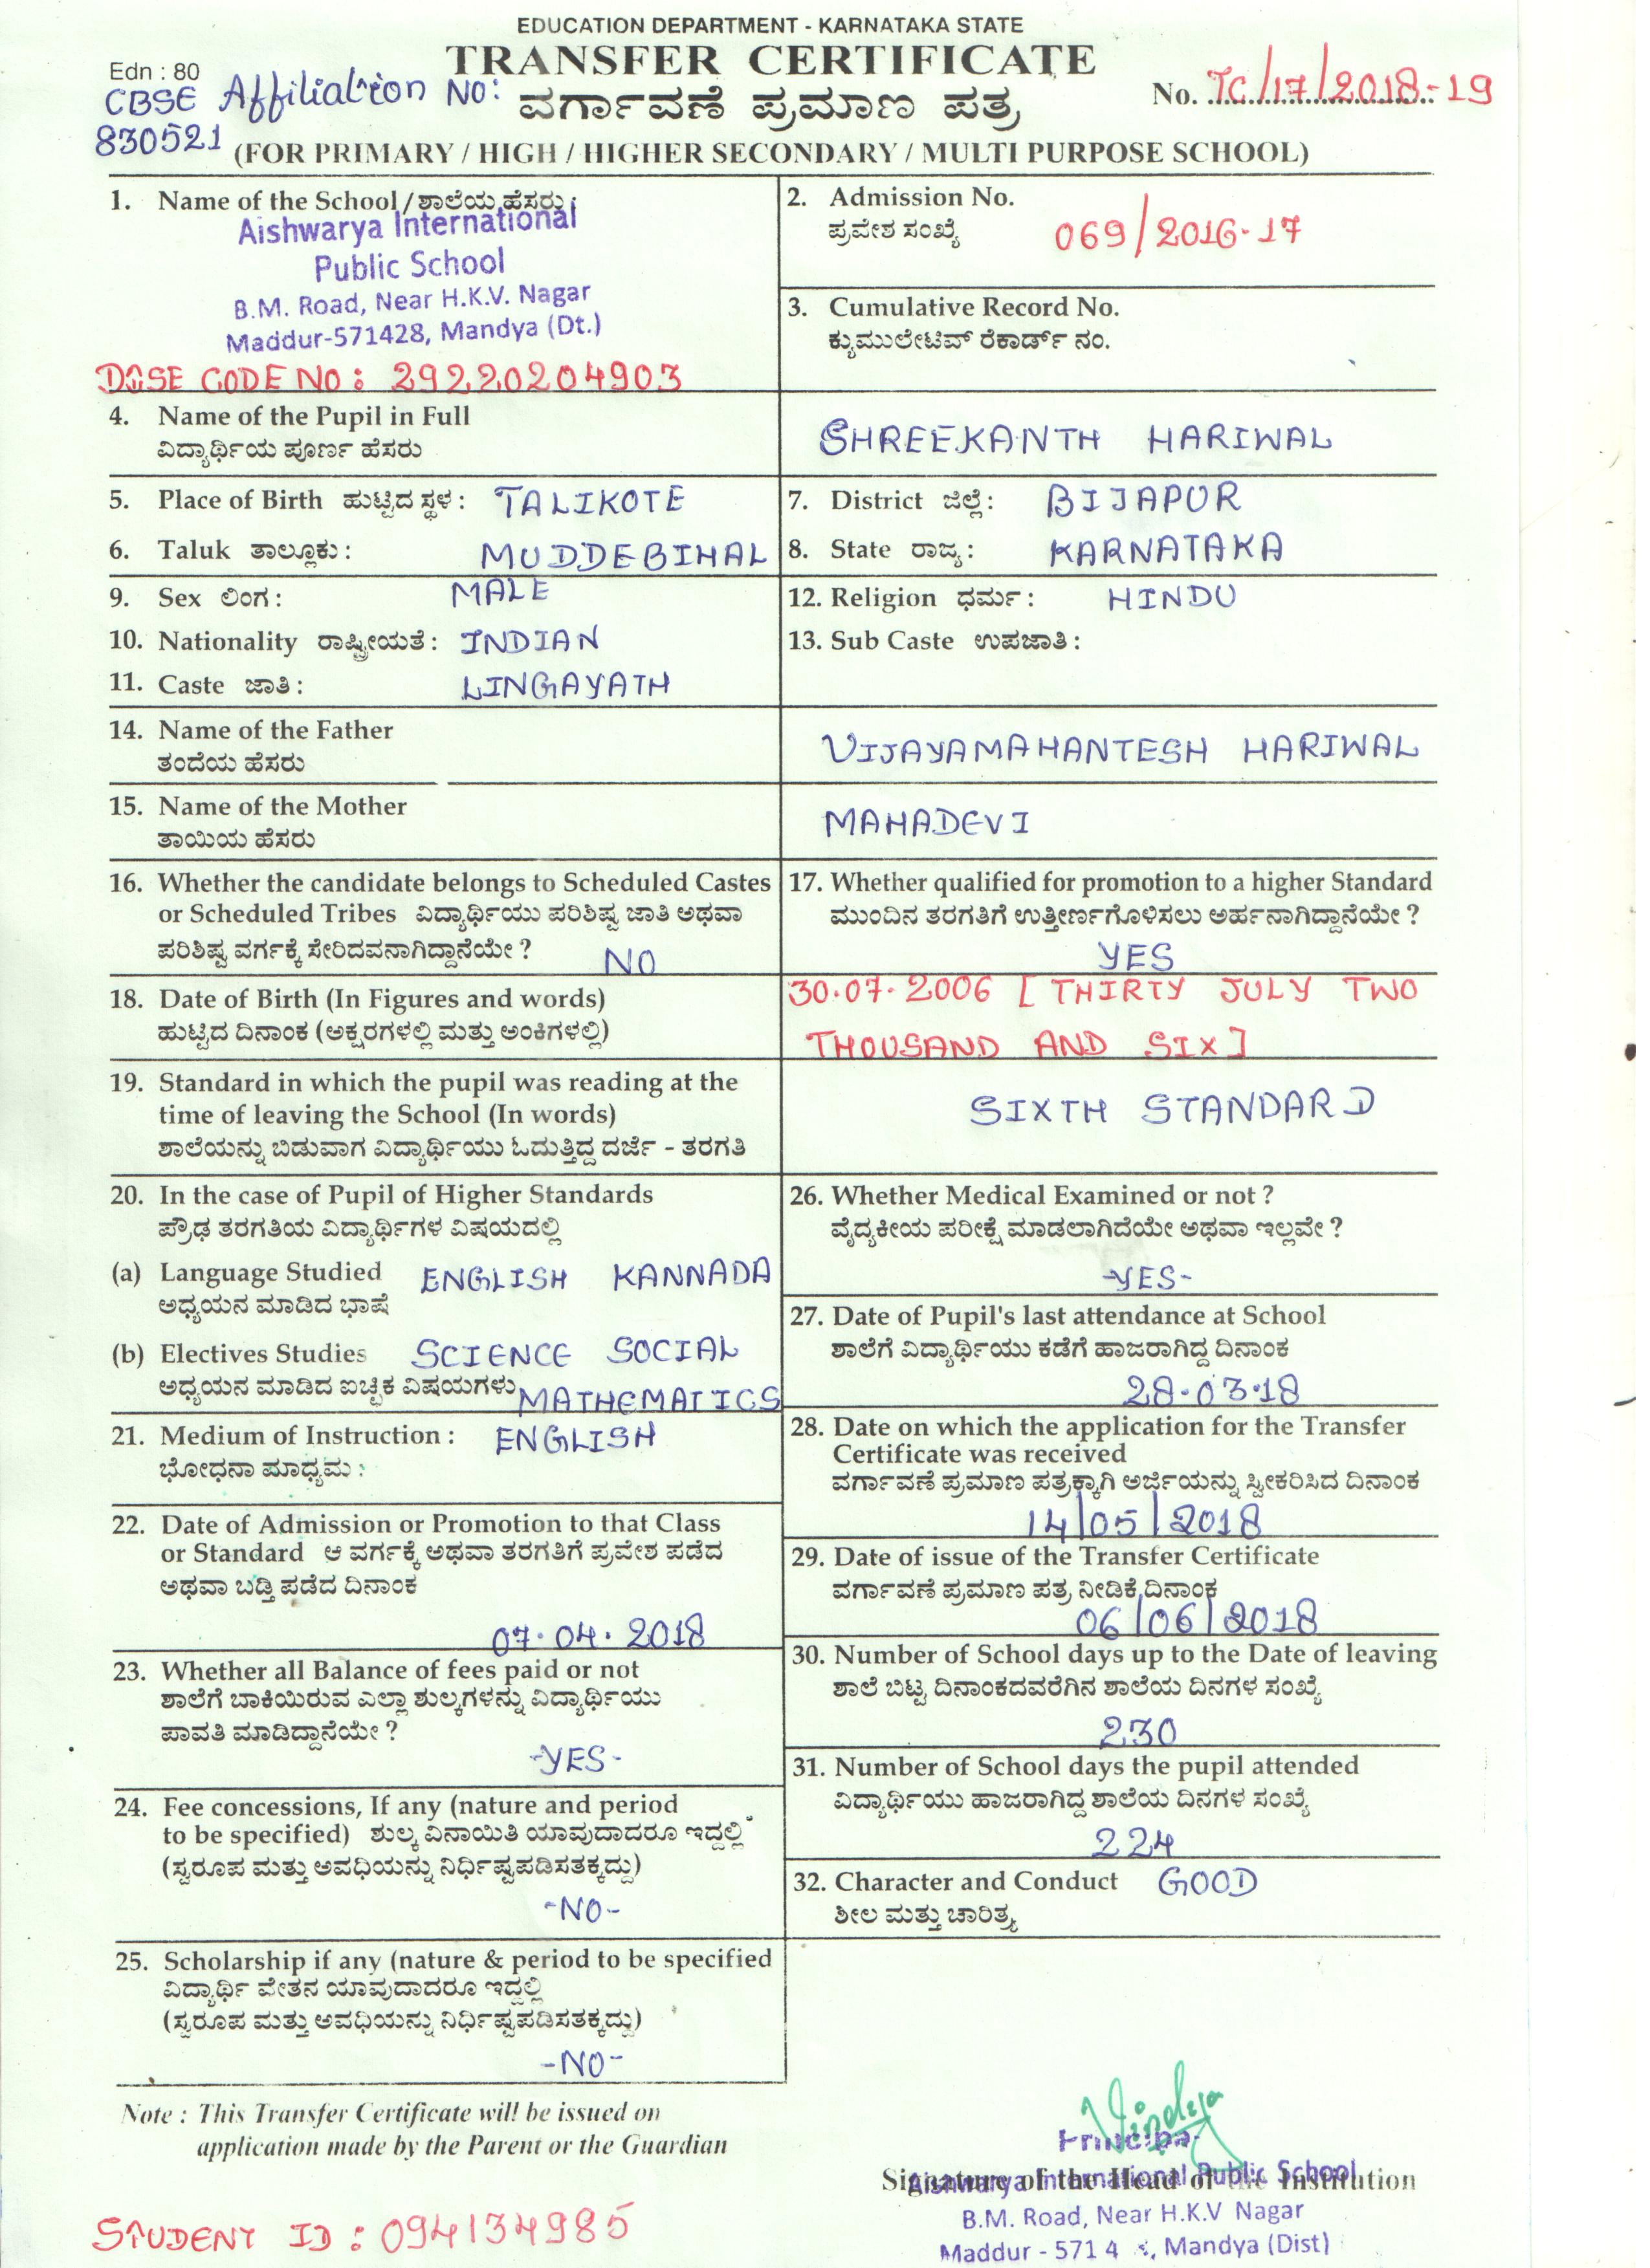 EDUCATION DEPARTMENT - KARNATAKA STATE
TRANSFER CERTIFICATE
Edn : 80
CBSE Affiliation NO:
830521
ವರ್ಗಾವಣೆ ಪ್ರಮಾಣ ಪತ್ರ
No. TC/17/2018-19
(FOR PRIMARY / HIGH / HIGHER SECONDARY / MULTI PURPOSE SCHOOL)
1. Name of the School / ಶಾಲೆಯ ಹೆಸರು :
Aishwarya International
Public School
B.M. Road, Near H.K.V. Nagar
Maddur-571428, Mandya (Dt.)
DISE CODE NO : 29220204903
2. Admission No.
ಪ್ರವೇಶ ಸಂಖ್ಯೆ 069/2016-17
3. Cumulative Record No.
ಕ್ಯುಮುಲೇಟಿವ್ ರೆಕಾರ್ಡ್ ನಂ.
4. Name of the Pupil in Full
ವಿದ್ಯಾರ್ಥಿಯ ಪೂರ್ಣ ಹೆಸರು
SHREEKANTH HARIWAL
5. Place of Birth ಹುಟ್ಟಿದ ಸ್ಥಳ : TALIKOTE
6. Taluk ತಾಲ್ಲೂಕು : MUDDEBIHAL
7. District ಜಿಲ್ಲೆ : BIJAPUR
8. State ರಾಜ್ಯ : KARNATAKA
9. Sex ಲಿಂಗ : MALE
10. Nationality ರಾಷ್ಟ್ರೀಯತೆ : INDIAN
11. Caste ಜಾತಿ : LINGAYATH
12. Religion ಧರ್ಮ : HINDU
13. Sub Caste ಉಪಜಾತಿ :
14. Name of the Father
ತಂದೆಯ ಹೆಸರು
VIJAYAMAHANTESH HARIWAL
15. Name of the Mother
ತಾಯಿಯ ಹೆಸರು
MAHADEVI
16. Whether the candidate belongs to Scheduled Castes
or Scheduled Tribes ವಿದ್ಯಾರ್ಥಿಯು ಪರಿಶಿಷ್ಟ ಜಾತಿ ಅಥವಾ
ಪರಿಶಿಷ್ಟ ವರ್ಗಕ್ಕೆ ಸೇರಿದವನಾಗಿದ್ದಾನೆಯೇ ? NO
17. Whether qualified for promotion to a higher Standard
ಮುಂದಿನ ತರಗತಿಗೆ ಉತ್ತೀರ್ಣಗೊಳಿಸಲು ಅರ್ಹನಾಗಿದ್ದಾನೆಯೇ ?
YES
18. Date of Birth (In Figures and words)
ಹುಟ್ಟಿದ ದಿನಾಂಕ (ಅಕ್ಷರಗಳಲ್ಲಿ ಮತ್ತು ಅಂಕಿಗಳಲ್ಲಿ)
30.07.2006 [ THIRTY JULY TWO
THOUSAND AND SIX ]
19. Standard in which the pupil was reading at the
time of leaving the School (In words)
ಶಾಲೆಯನ್ನು ಬಿಡುವಾಗ ವಿದ್ಯಾರ್ಥಿಯು ಓದುತ್ತಿದ್ದ ದರ್ಜೆ - ತರಗತಿ
SIXTH STANDARD
20. In the case of Pupil of Higher Standards
ಪ್ರೌಢ ತರಗತಿಯ ವಿದ್ಯಾರ್ಥಿಗಳ ವಿಷಯದಲ್ಲಿ
(a) Language Studied ENGLISH KANNADA
ಅಧ್ಯಯನ ಮಾಡಿದ ಭಾಷೆ
(b) Electives Studies SCIENCE SOCIAL
ಅಧ್ಯಯನ ಮಾಡಿದ ಐಚ್ಛಿಕ ವಿಷಯಗಳು MATHEMATICS
21. Medium of Instruction : ENGLISH
ಭೋಧನಾ ಮಾಧ್ಯಮ :
22. Date of Admission or Promotion to that Class
or Standard ಆ ವರ್ಗಕ್ಕೆ ಅಥವಾ ತರಗತಿಗೆ ಪ್ರವೇಶ ಪಡೆದ
ಅಥವಾ ಬಡ್ತಿ ಪಡೆದ ದಿನಾಂಕ
07.04.2018
23. Whether all Balance of fees paid or not
ಶಾಲೆಗೆ ಬಾಕಿಯಿರುವ ಎಲ್ಲಾ ಶುಲ್ಕಗಳನ್ನು ವಿದ್ಯಾರ್ಥಿಯು
ಪಾವತಿ ಮಾಡಿದ್ದಾನೆಯೇ ?
-YES-
24. Fee concessions, If any (nature and period
to be specified) ಶುಲ್ಕ ವಿನಾಯಿತಿ ಯಾವುದಾದರೂ ಇದ್ದಲ್ಲಿ
(ಸ್ವರೂಪ ಮತ್ತು ಅವಧಿಯನ್ನು ನಿರ್ಧಿಷ್ಟಪಡಿಸತಕ್ಕದ್ದು)
-NO-
25. Scholarship if any (nature & period to be specified
ವಿದ್ಯಾರ್ಥಿ ವೇತನ ಯಾವುದಾದರೂ ಇದ್ದಲ್ಲಿ
(ಸ್ವರೂಪ ಮತ್ತು ಅವಧಿಯನ್ನು ನಿರ್ಧಿಷ್ಟಪಡಿಸತಕ್ಕದ್ದು)
-NO-
26. Whether Medical Examined or not ?
ವೈದ್ಯಕೀಯ ಪರೀಕ್ಷೆ ಮಾಡಲಾಗಿದೆಯೇ ಅಥವಾ ಇಲ್ಲವೇ ?
-YES-
27. Date of Pupil's last attendance at School
ಶಾಲೆಗೆ ವಿದ್ಯಾರ್ಥಿಯು ಕಡೆಗೆ ಹಾಜರಾಗಿದ್ದ ದಿನಾಂಕ
28.03.18
28. Date on which the application for the Transfer
Certificate was received
ವರ್ಗಾವಣೆ ಪ್ರಮಾಣ ಪತ್ರಕ್ಕಾಗಿ ಅರ್ಜಿಯನ್ನು ಸ್ವೀಕರಿಸಿದ ದಿನಾಂಕ
14/05/2018
29. Date of issue of the Transfer Certificate
ವರ್ಗಾವಣೆ ಪ್ರಮಾಣ ಪತ್ರ ನೀಡಿಕೆ ದಿನಾಂಕ
06/06/2018
30. Number of School days up to the Date of leaving
ಶಾಲೆ ಬಿಟ್ಟ ದಿನಾಂಕದವರೆಗಿನ ಶಾಲೆಯ ದಿನಗಳ ಸಂಖ್ಯೆ
230
31. Number of School days the pupil attended
ವಿದ್ಯಾರ್ಥಿಯು ಹಾಜರಾಗಿದ್ದ ಶಾಲೆಯ ದಿನಗಳ ಸಂಖ್ಯೆ
224
32. Character and Conduct GOOD
ಶೀಲ ಮತ್ತು ಚಾರಿತ್ರ್ಯ
Note : This Transfer Certificate will be issued on
application made by the Parent or the Guardian
Principal
Signature of the Head of the Institution
Aishwarya International Public School
B.M. Road, Near H.K.V Nagar
Maddur - 571 4 , Mandya (Dist)
STUDENT ID : 094134985